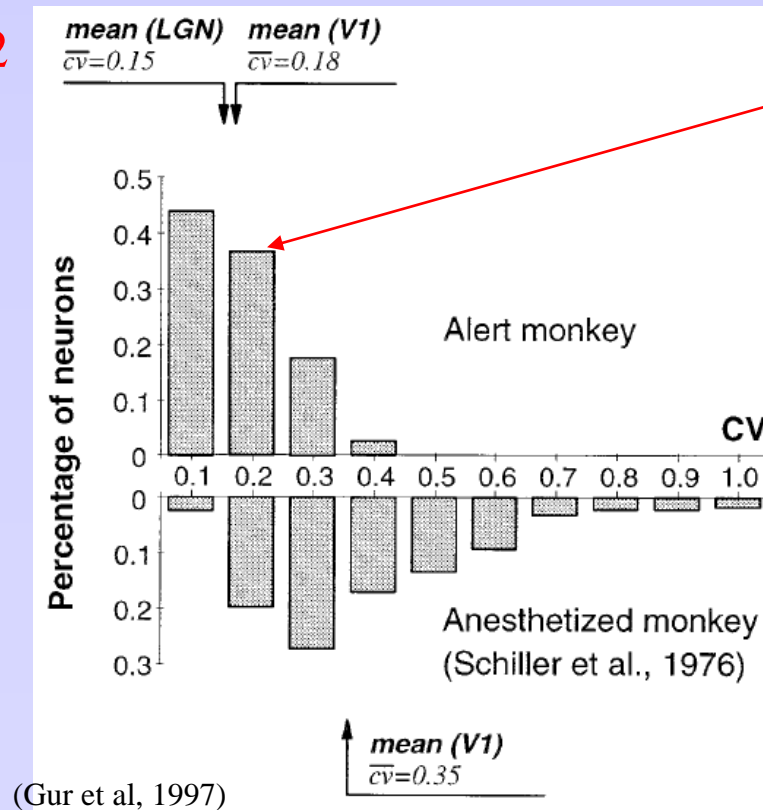 2
mean (LGN) mean (V1)
c̅v̅=0.15 c̅v̅=0.18
0.5
0.4
0.3
0.2
0.1
0
Percentage of neurons
Alert monkey
CV
0.1 0.2 0.3 0.4 0.5 0.6 0.7 0.8 0.9 1.0
0
0.1
0.2
0.3
Anesthetized monkey
(Schiller et al., 1976)
mean (V1)
c̅v̅=0.35
(Gur et al, 1997)